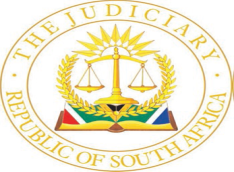 · THE JUDICIARY ·
REPUBLIC OF SOUTH AFRICA